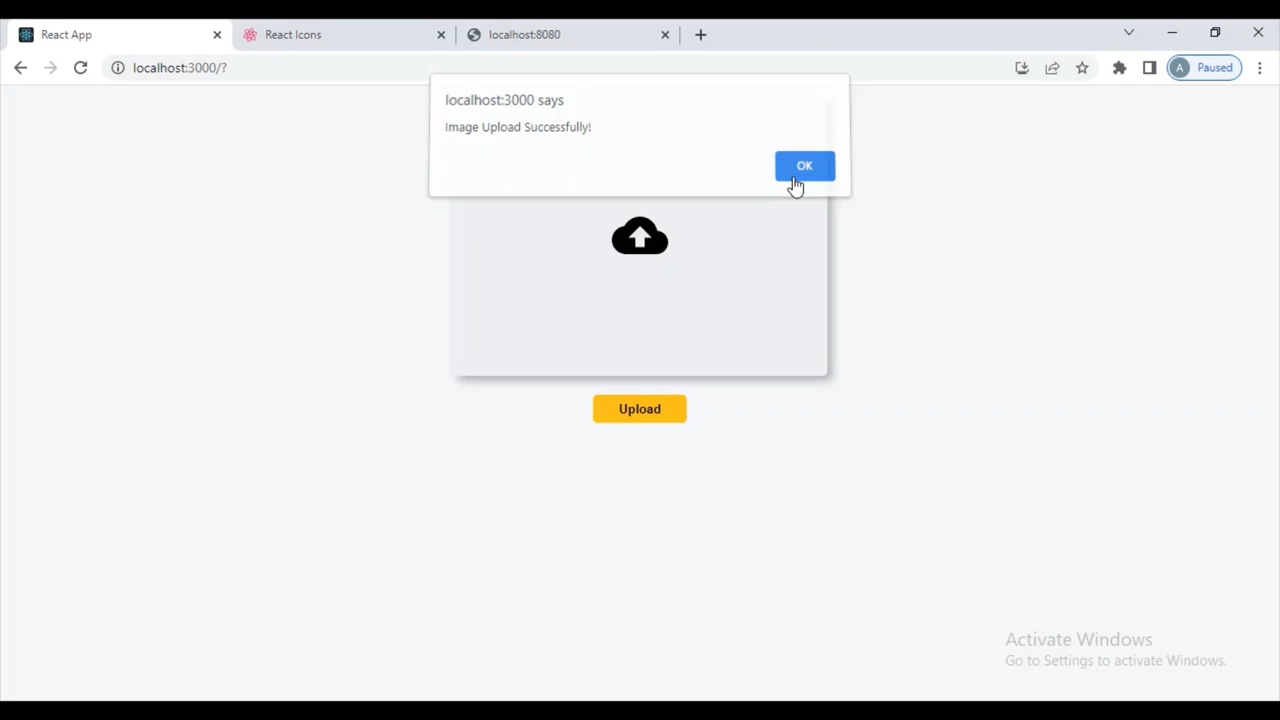 React App
React Icons
localhost:8080
localhost:3000/?
A
Paused
localhost:3000 says
Image Upload Successfully!
OK
Upload
Activate Windows
Go to Settings to activate Windows.